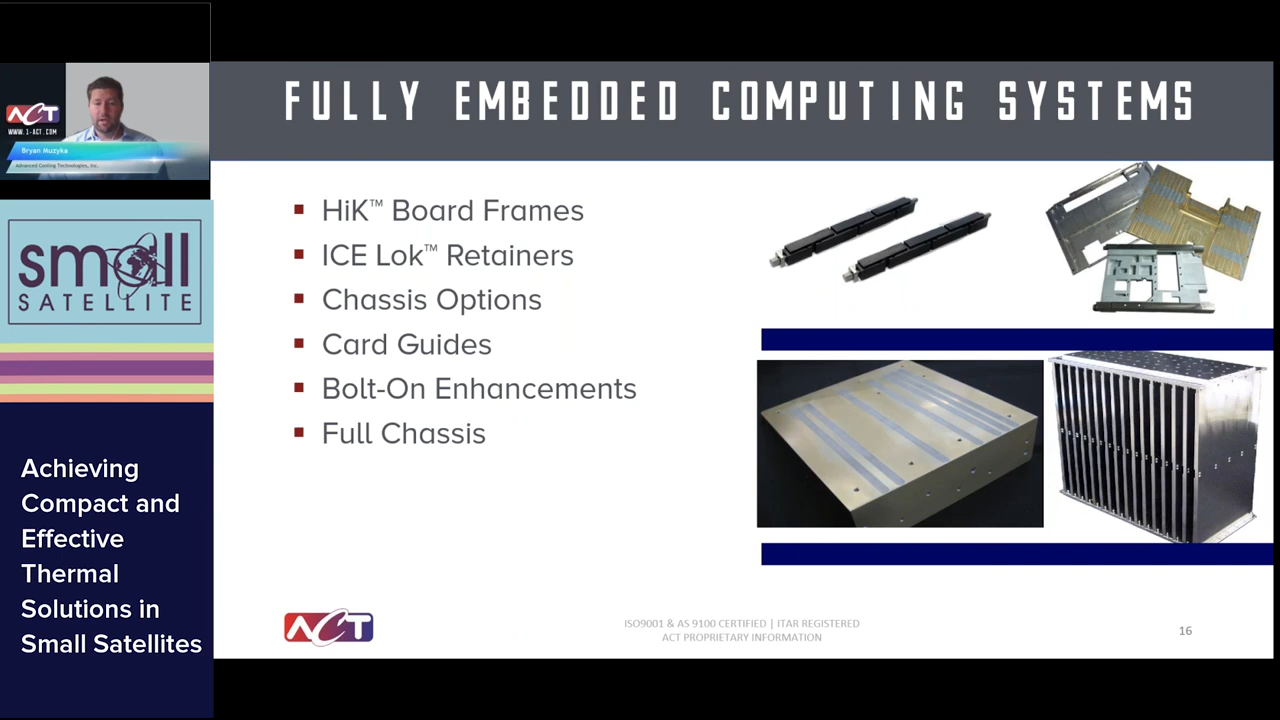 ACT
WWW.1-ACT.COM
Bryan Muzyka
Advanced Cooling Technologies, Inc.
small
SATELLITE
Achieving
Compact and
Effective
Thermal
Solutions in
Small Satellites
FULLY EMBEDDED COMPUTING SYSTEMS
HiK™ Board Frames
ICE Lok™ Retainers
Chassis Options
Card Guides
Bolt-On Enhancements
Full Chassis
ACT
ISO9001 & AS 9100 CERTIFIED | ITAR REGISTERED
ACT PROPRIETARY INFORMATION
16